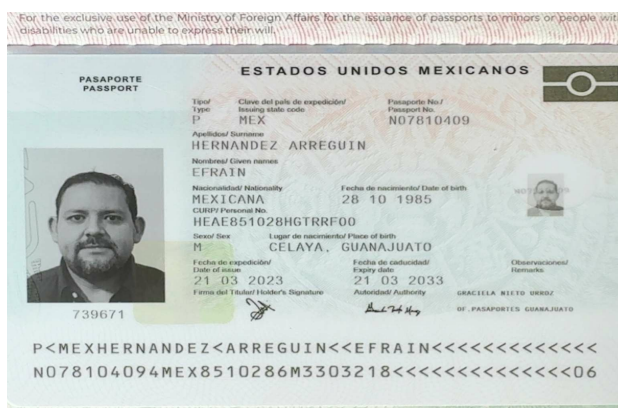 For the exclusive use of the Ministry of Foreign Affairs for the issuance of passports to minors or people
disabilities who are unable to express their will.
ESTADOS UNIDOS MEXICANOS
PASAPORTE
PASSPORT
Tipo/ Clave del país de expedición/ Pasaporte No./
Type Issuing state code Passport No.
P MEX N07810409
Apellidos/ Surname
HERNANDEZ ARREGUIN
Nombres/ Given names
EFRAIN
Nacionalidad/ Nationality Fecha de nacimiento/ Date of birth
MEXICANA 28 10 1985
CURP/ Personal No.
HEAE851028HGTRRF00
Sexo/ Sex Lugar de nacimiento/ Place of birth
M CELAYA, GUANAJUATO
Fecha de expedición/ Fecha de caducidad/ Observaciones/
Date of issue Expiry date Remarks
21 03 2023 21 03 2033
Firma del Titular/ Holder's Signature Autoridad/ Authority GRACIELA NIETO URROZ
739671 OF.PASAPORTES GUANAJUATO
P<MEXHERNANDEZ<ARREGUIN<<EFRAIN<<<<<<<<<<<<<
N078104094MEX8510286M3303218<<<<<<<<<<<<<<06